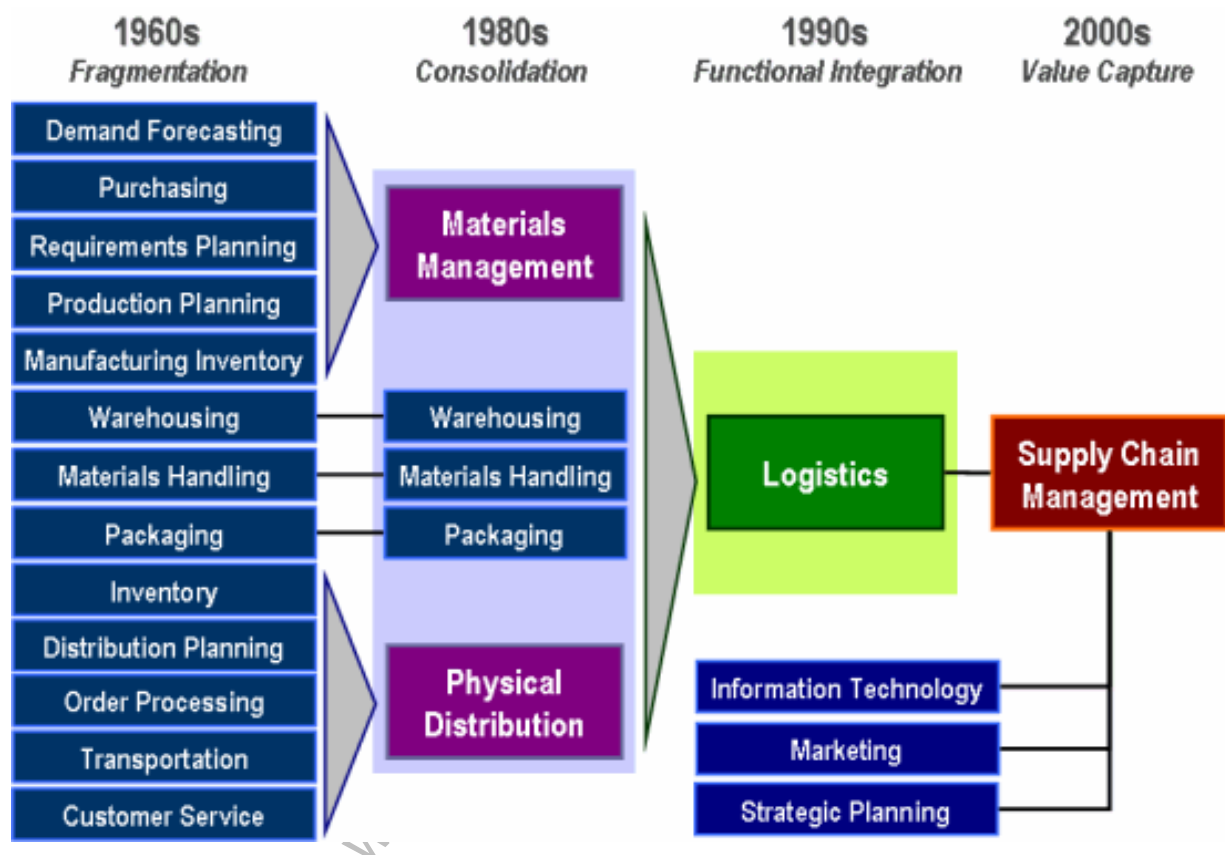 1960s
Fragmentation
1980s
Consolidation
1990s
Functional Integration
2000s
Value Capture
Demand Forecasting
Purchasing
Requirements Planning
Production Planning
Manufacturing Inventory
Warehousing
Materials Handling
Packaging
Inventory
Distribution Planning
Order Processing
Transportation
Customer Service
Materials
Management
Warehousing
Materials Handling
Packaging
Physical
Distribution
Logistics
Information Technology
Marketing
Strategic Planning
Supply Chain
Management